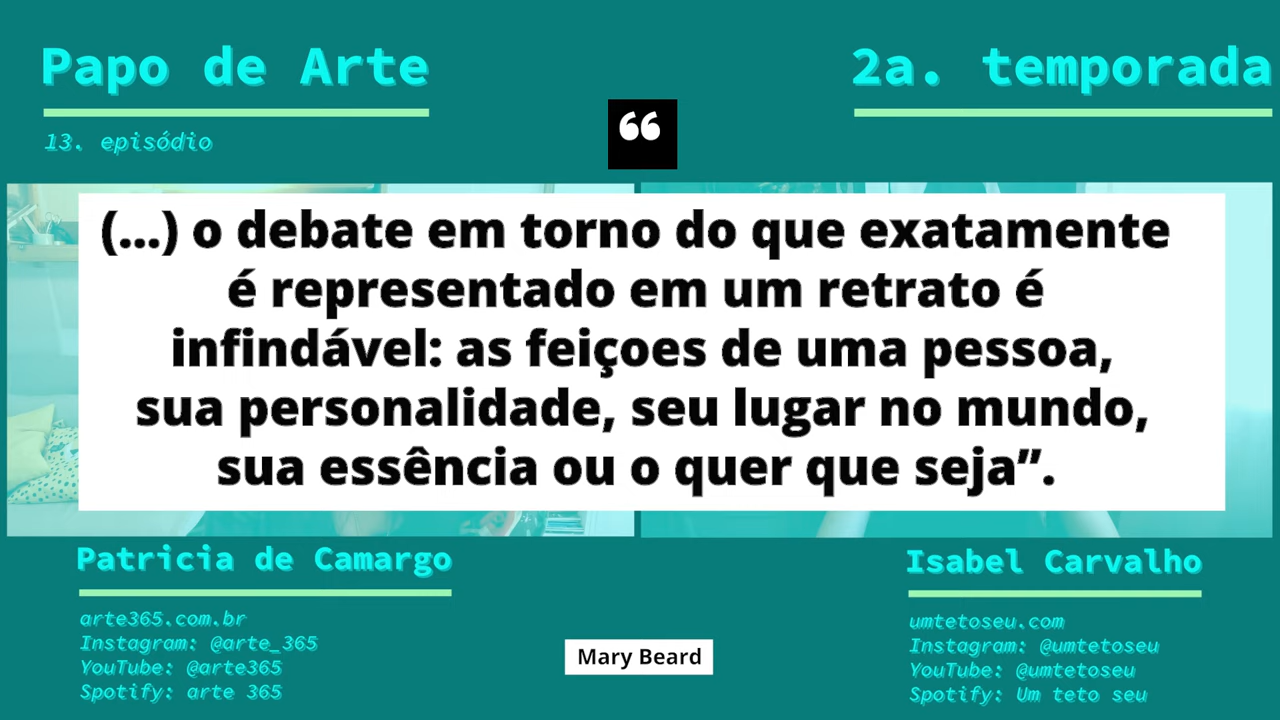 Papo de Arte
2a. temporada
13. episódio
“
(...) o debate em torno do que exatamente
é representado em um retrato é
infindável: as feiçoes de uma pessoa,
sua personalidade, seu lugar no mundo,
sua essência ou o quer que seja”.
Patricia de Camargo
arte365.com.br
Instagram: @arte_365
YouTube: @arte365
Spotify: arte 365
Mary Beard
Isabel Carvalho
umtetoseu.com
Instagram: @umtetoseu
YouTube: @umtetoseu
Spotify: Um teto seu